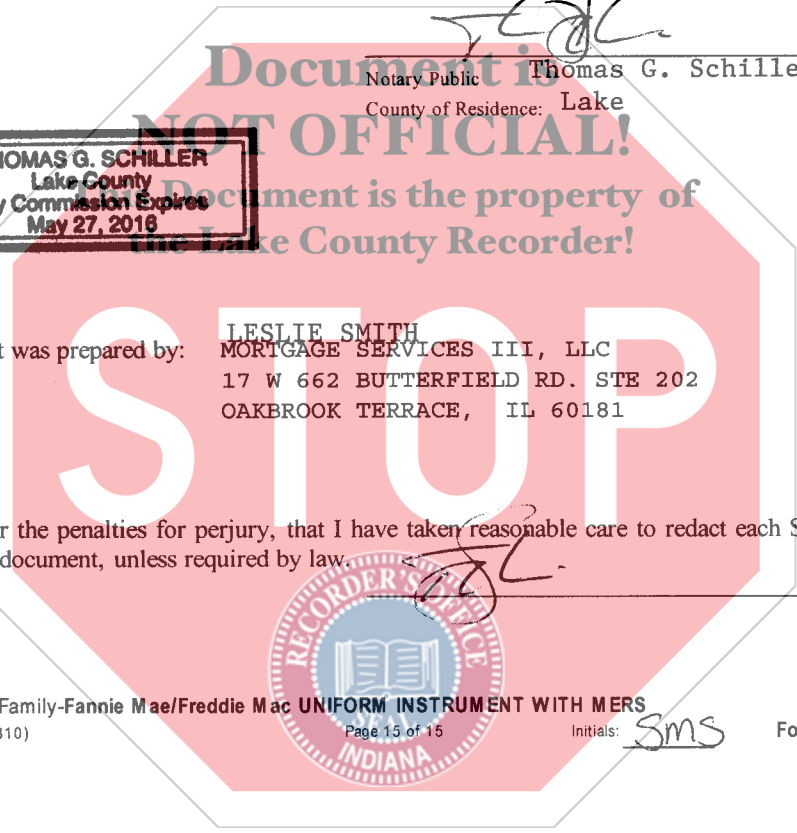 Document is
Notary Public Thomas G. Schille
County of Residence: Lake
NOT OFFICIAL!
HOMAS G. SCHILLER
Lake County
y Commission Expires
May 27, 2016
This Document is the property of
the Lake County Recorder!
STOP
LESLIE SMITH
t was prepared by: MORTGAGE SERVICES III, LLC
17 W 662 BUTTERFIELD RD. STE 202
OAKBROOK TERRACE, IL 60181
r the penalties for perjury, that I have taken reasonable care to redact each S
document, unless required by law.
RECORDER'S OFFICE
SEAL
INDIANA
Family-Fannie Mae/Freddie Mac UNIFORM INSTRUMENT WITH MERS
310) Page 15 of 15 Initials: SMS Fo